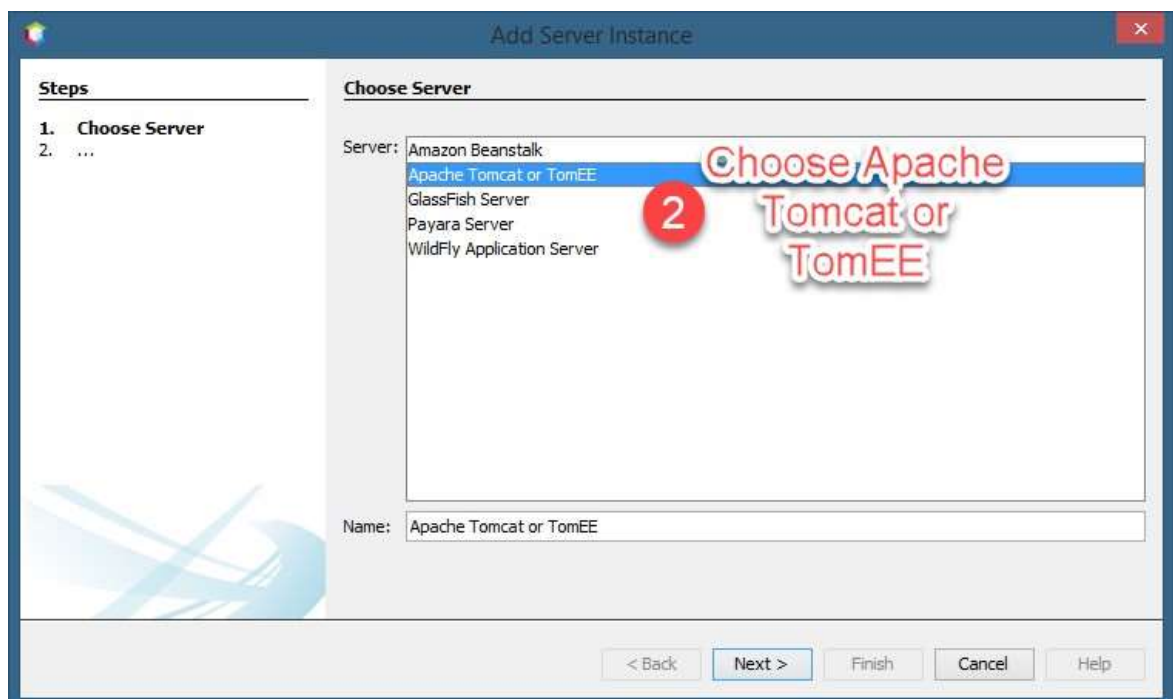 Add Server Instance
Steps
1. Choose Server
2. ...
Choose Server
Server:
Amazon Beanstalk
Apache Tomcat or TomEE
GlassFish Server
Payara Server
WildFly Application Server
2
Choose Apache
Tomcat or
TomEE
Name: Apache Tomcat or TomEE
< Back Next > Finish Cancel Help